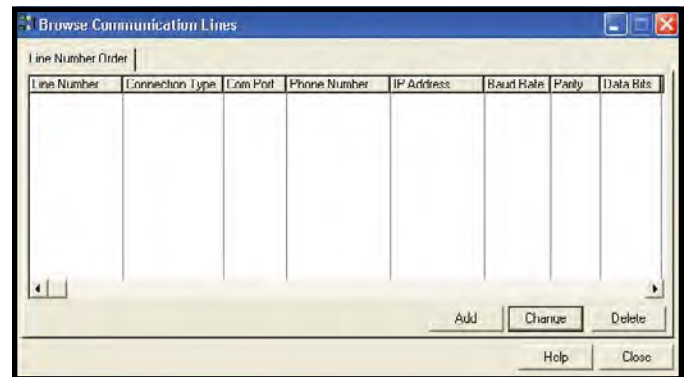 Browse Communication Lines
Line Number Order
Line Number Connection Type Com Port Phone Number IP Address Baud Rate Parity Data Bits
Add Change Delete
Help Close